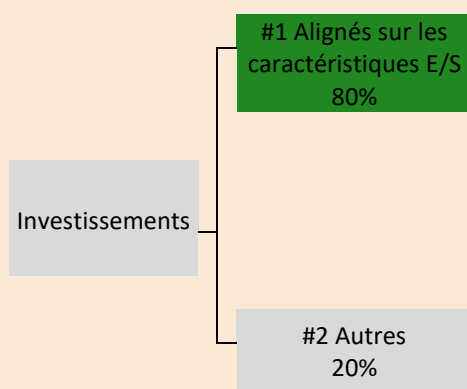 #1 Alignés sur les
caractéristiques E/S
80%
Investissements
#2 Autres
20%